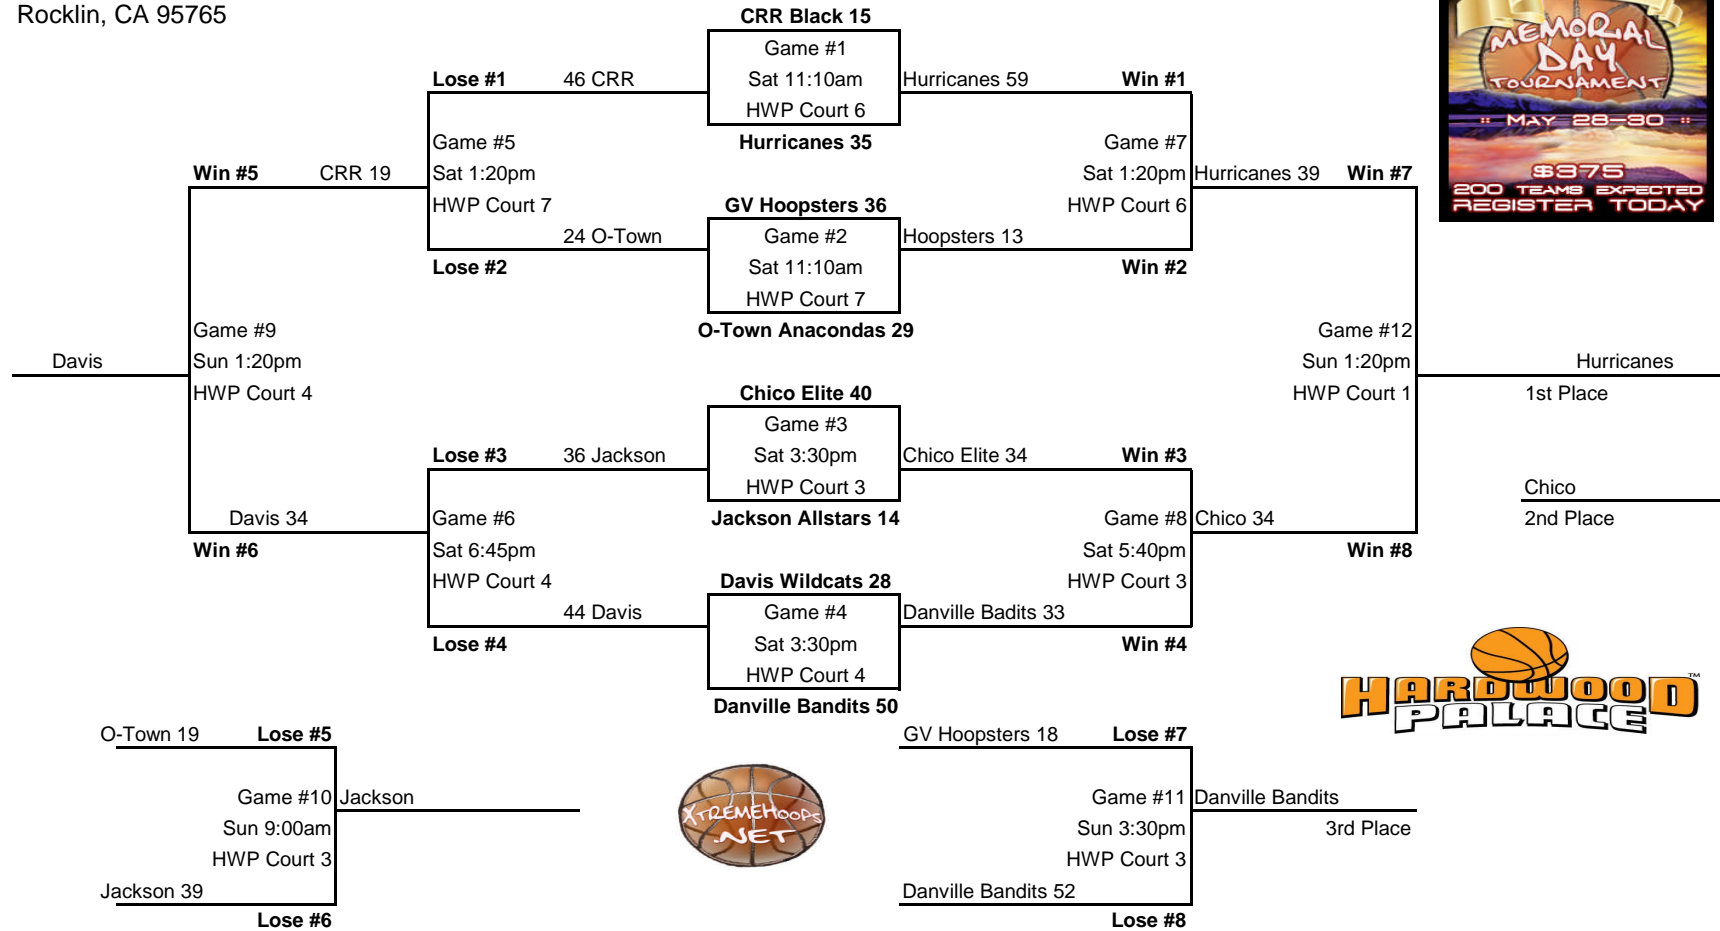 Rocklin, CA 95765
CRR Black 15
Game #1
Lose #1 46 CRR Sat 11:10am Hurricanes 59 Win #1
HWP Court 6
Game #5 Hurricanes 35 Game #7
Win #5 CRR 19 Sat 1:20pm Sat 1:20pm Hurricanes 39 Win #7
HWP Court 7 GV Hoopsters 36 HWP Court 6
24 O-Town Game #2 Hoopsters 13
Lose #2 Sat 11:10am Win #2
HWP Court 7
Game #9 O-Town Anacondas 29 Game #12
Davis Sun 1:20pm Sun 1:20pm Hurricanes
HWP Court 4 Chico Elite 40 HWP Court 1 1st Place
Game #3
Lose #3 36 Jackson Sat 3:30pm Chico Elite 34 Win #3
HWP Court 3 Chico
Davis 34 Game #6 Jackson Allstars 14 Game #8 Chico 34 2nd Place
Win #6 Sat 6:45pm Sat 5:40pm Win #8
HWP Court 4 Davis Wildcats 28 HWP Court 3
44 Davis Game #4 Danville Badits 33
Lose #4 Sat 3:30pm Win #4
HWP Court 4
Danville Bandits 50
O-Town 19 Lose #5 GV Hoopsters 18 Lose #7
Game #10 Jackson Game #11 Danville Bandits
Sun 9:00am Sun 3:30pm 3rd Place
HWP Court 3 HWP Court 3
Jackson 39 Danville Bandits 52
Lose #6 Lose #8
MEMORIAL
DAY
TOURNAMENT
:: MAY 28-30 ::
$375
200 TEAMS EXPECTED
REGISTER TODAY
HARDWOOD™
PALACE
XTREMEHOOPS
.NET